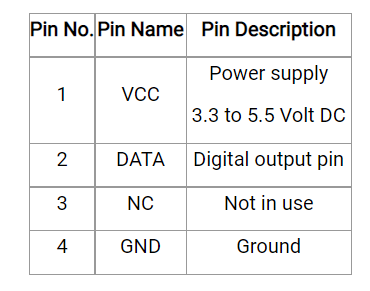 Pin No. Pin Name Pin Description
1 VCC Power supply
3.3 to 5.5 Volt DC
2 DATA Digital output pin
3 NC Not in use
4 GND Ground